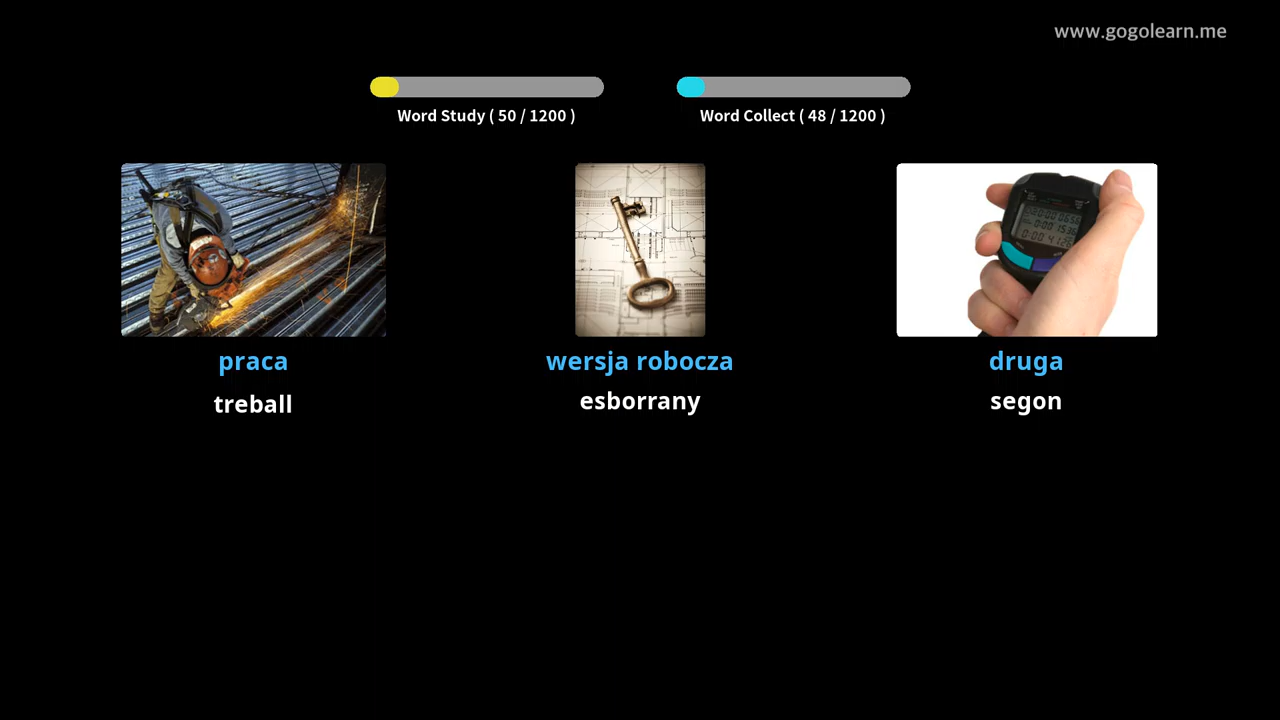 www.gogolearn.me
Word Study ( 50 / 1200 )
Word Collect ( 48 / 1200 )
praca
wersja robocza
druga
treball
esborrany
segon